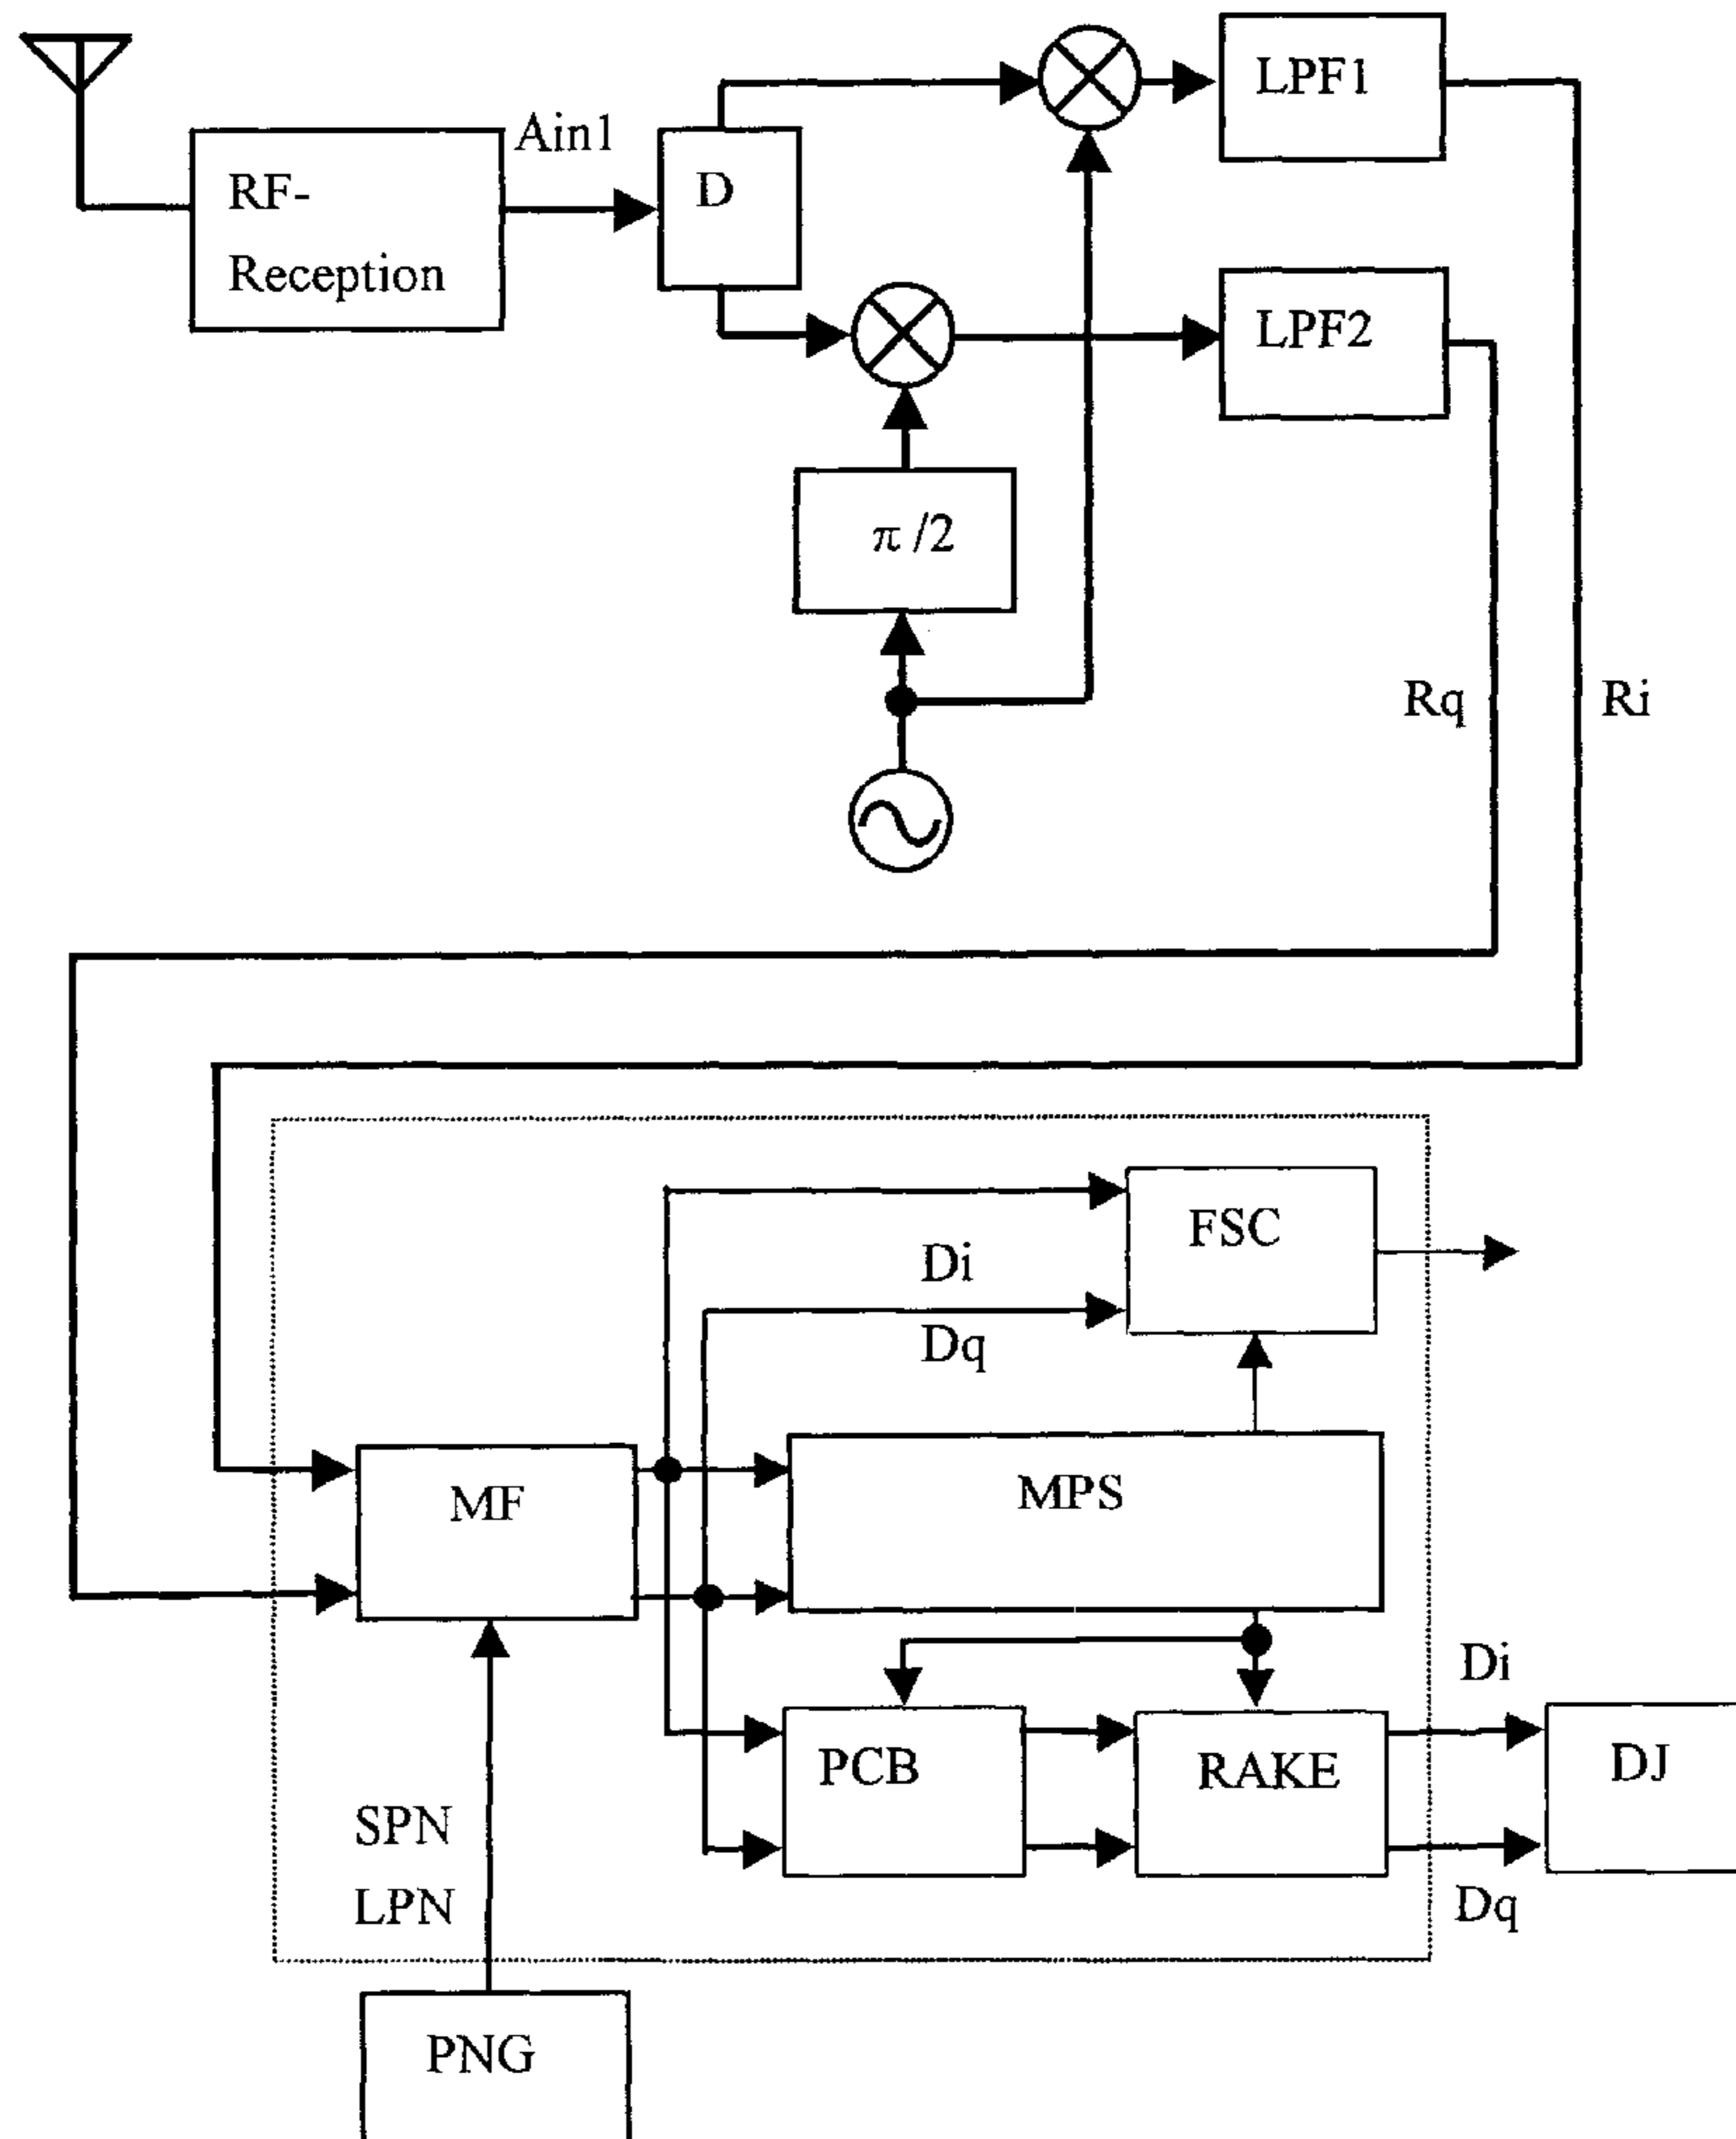 Ain1
RF-
Reception
D
LPF1
LPF2
π/2
Rq
Ri
FSC
Di
Dq
MF
MPS
Di
PCB
RAKE
DJ
SPN
LPN
Dq
PNG